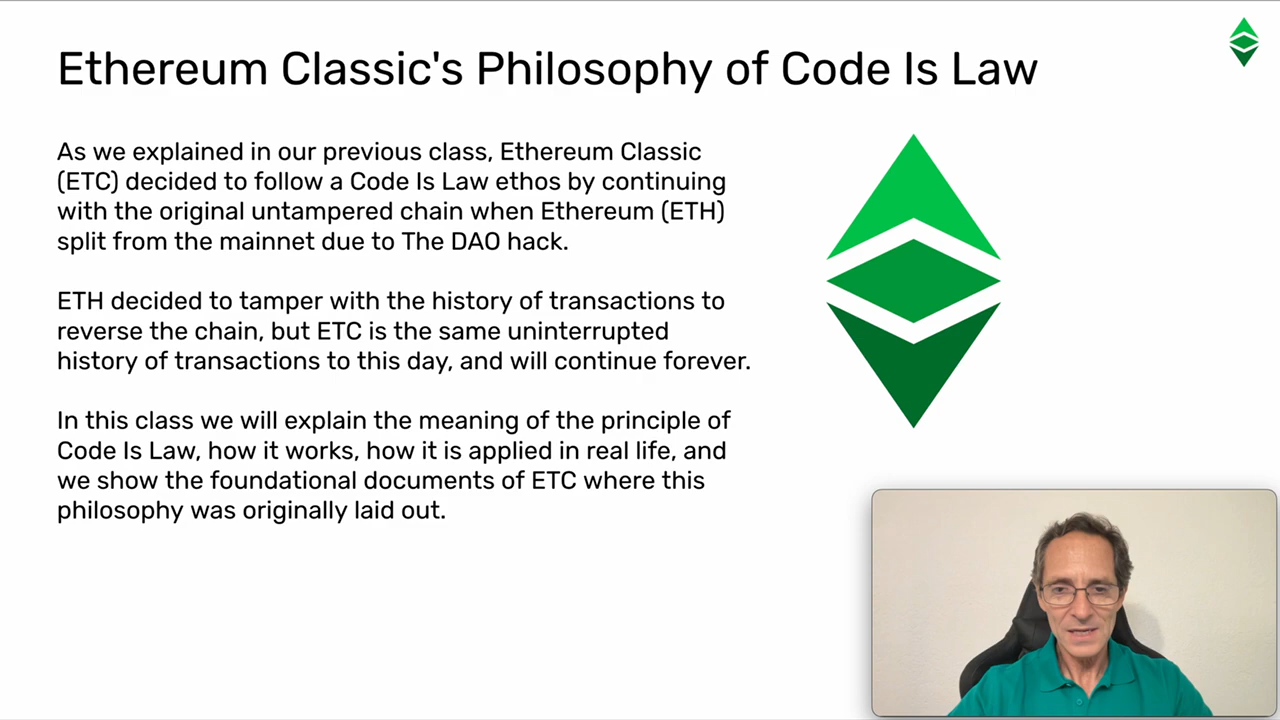 Ethereum Classic's Philosophy of Code Is Law
As we explained in our previous class, Ethereum Classic
(ETC) decided to follow a Code Is Law ethos by continuing
with the original untampered chain when Ethereum (ETH)
split from the mainnet due to The DAO hack.
ETH decided to tamper with the history of transactions to
reverse the chain, but ETC is the same uninterrupted
history of transactions to this day, and will continue forever.
In this class we will explain the meaning of the principle of
Code Is Law, how it works, how it is applied in real life, and
we show the foundational documents of ETC where this
philosophy was originally laid out.